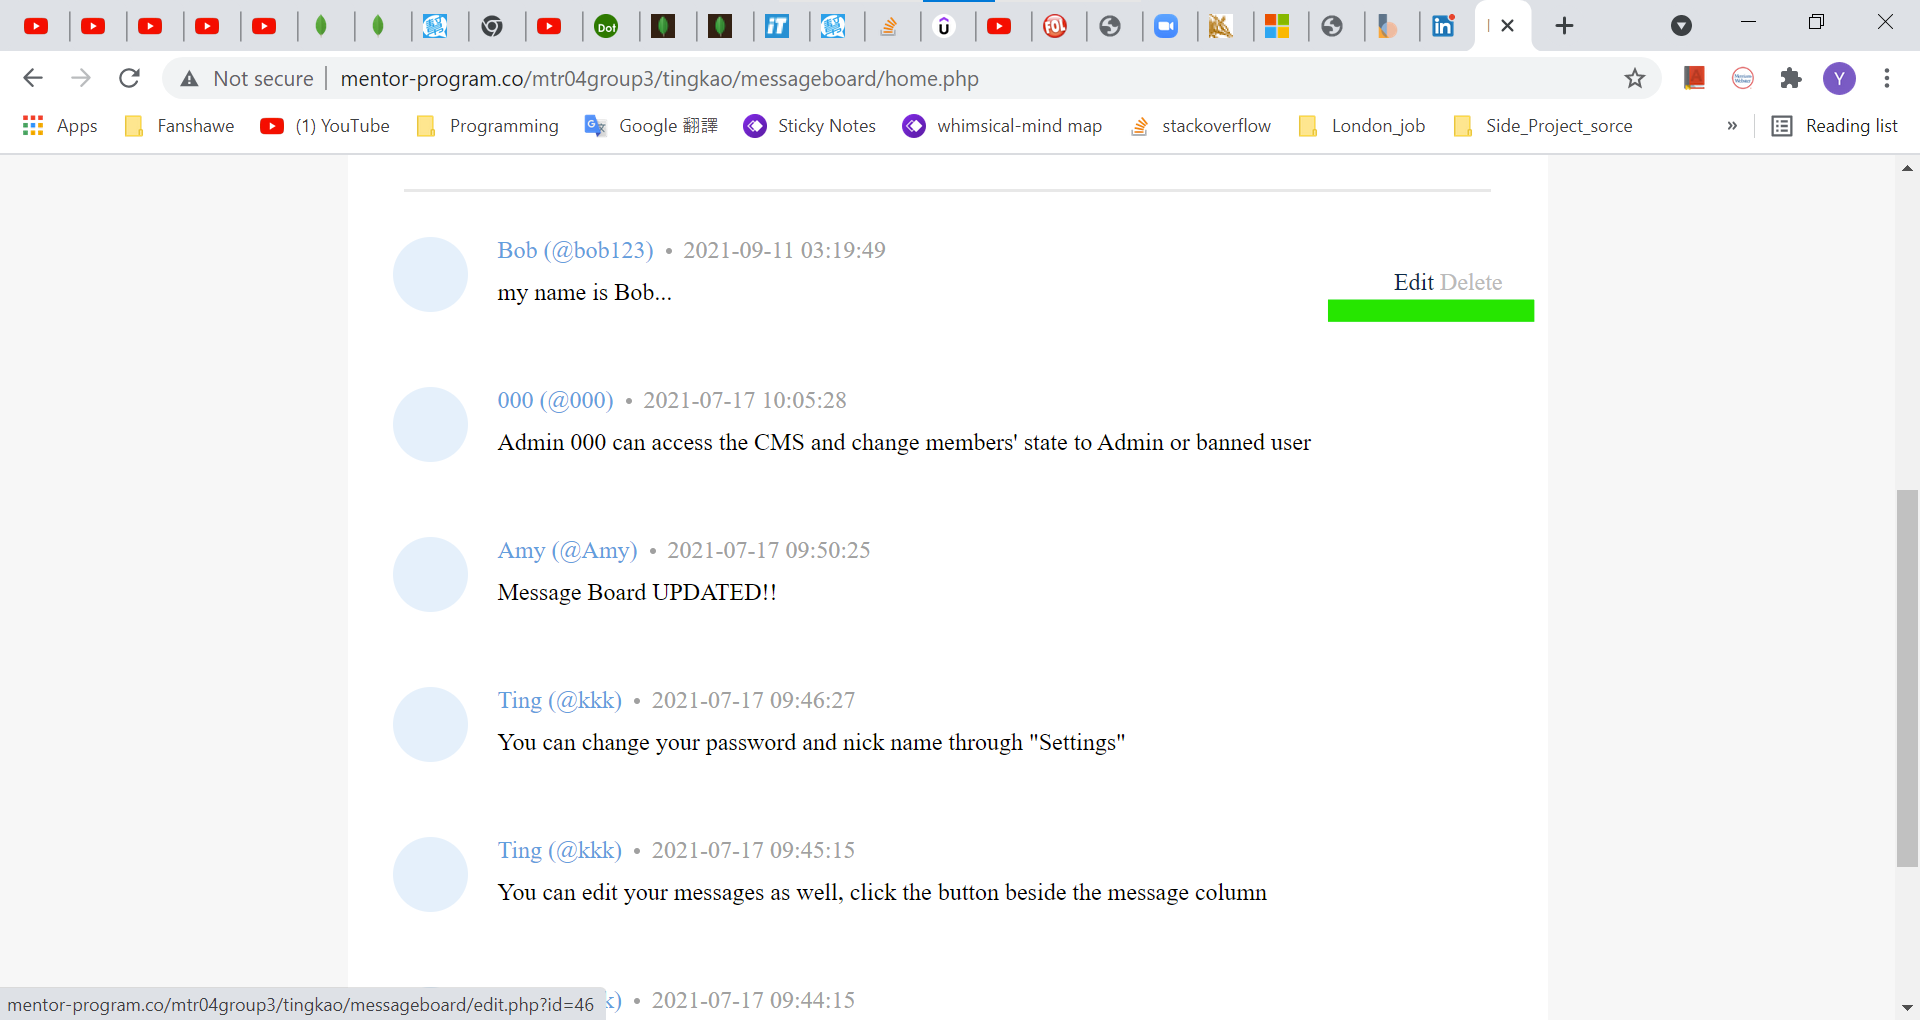 Not secure mentor-program.co/mtr04group3/tingkao/messageboard/home.php Y
Apps Fanshawe (1) YouTube Programming Google 翻譯 Sticky Notes whimsical-mind map stackoverflow London_job Side_Project_sorce » Reading list
Bob (@bob123) • 2021-09-11 03:19:49
my name is Bob...
Edit Delete
000 (@000) • 2021-07-17 10:05:28
Admin 000 can access the CMS and change members' state to Admin or banned user
Amy (@Amy) • 2021-07-17 09:50:25
Message Board UPDATED!!
Ting (@kkk) • 2021-07-17 09:46:27
You can change your password and nick name through "Settings"
Ting (@kkk) • 2021-07-17 09:45:15
You can edit your messages as well, click the button beside the message column
k) • 2021-07-17 09:44:15
mentor-program.co/mtr04group3/tingkao/messageboard/edit.php?id=46